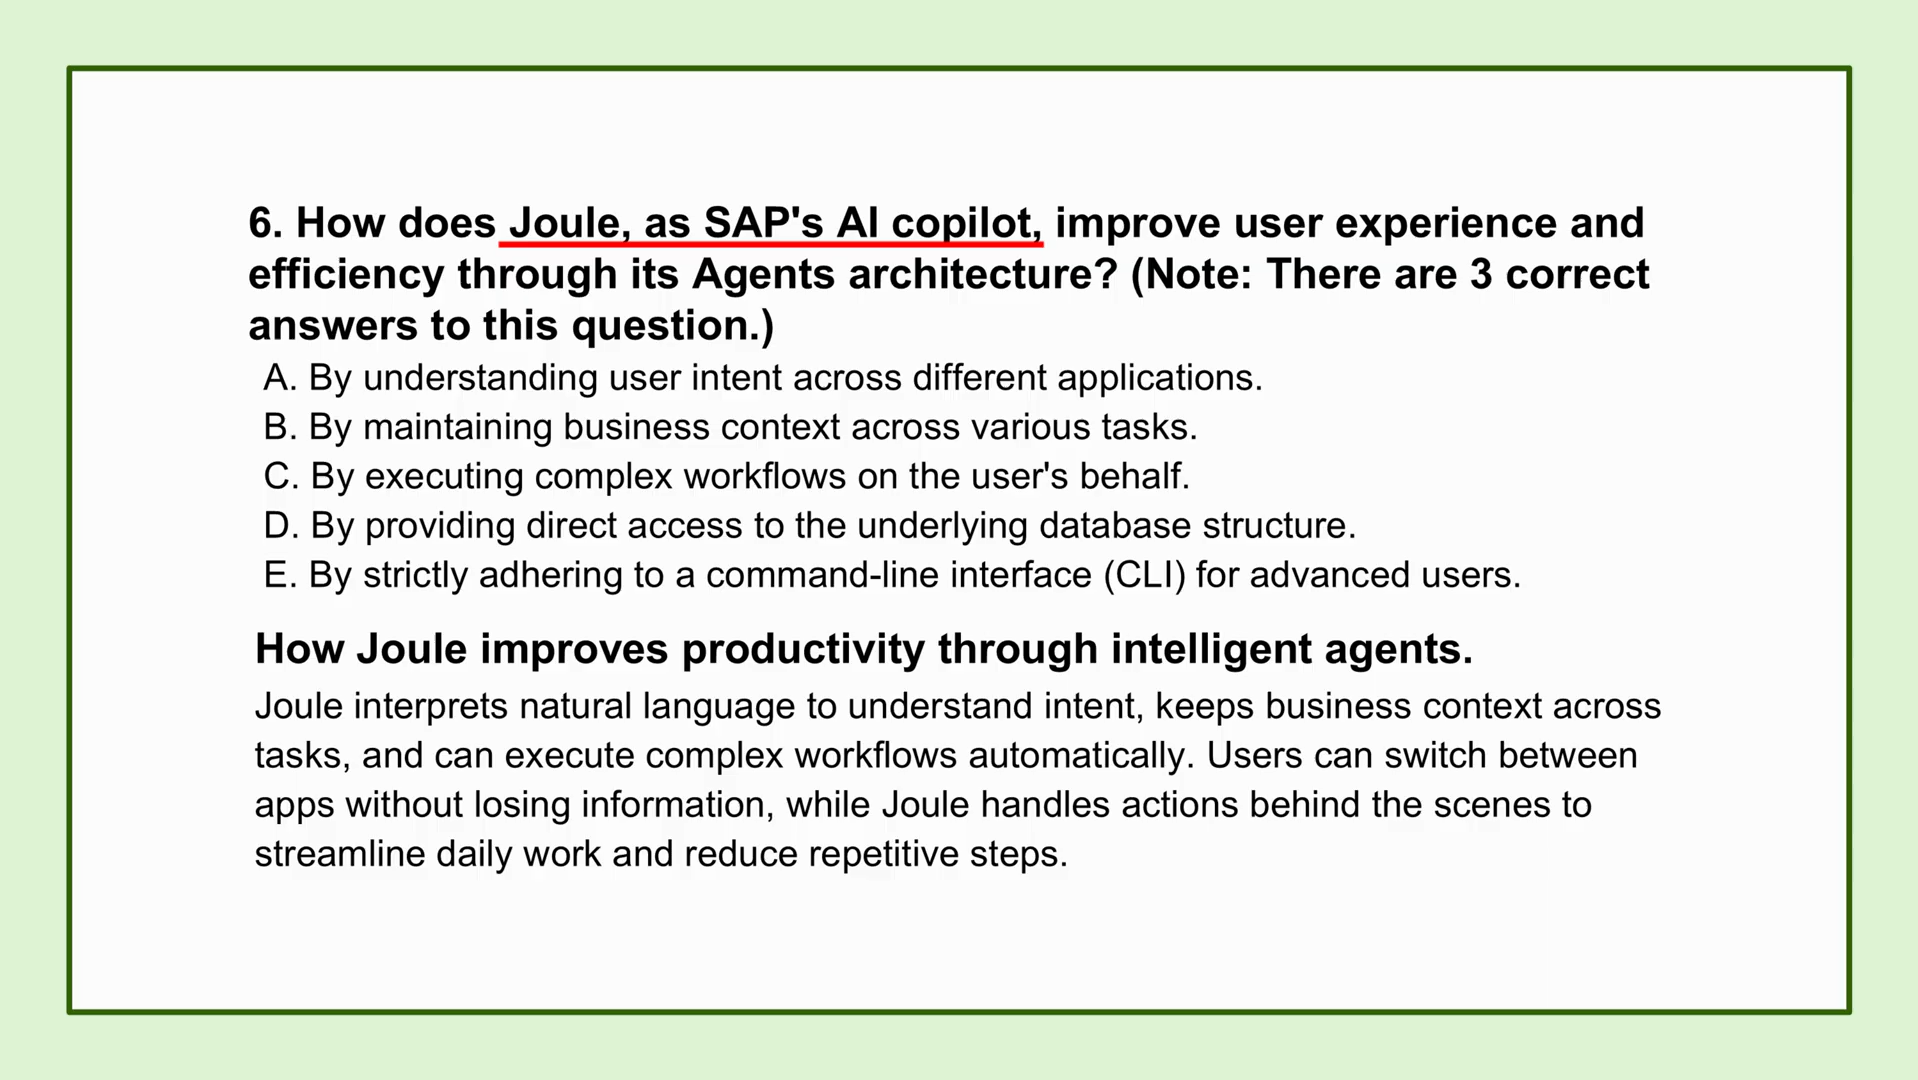 6. How does Joule, as SAP's AI copilot, improve user experience and
efficiency through its Agents architecture? (Note: There are 3 correct
answers to this question.)
A. By understanding user intent across different applications.
B. By maintaining business context across various tasks.
C. By executing complex workflows on the user's behalf.
D. By providing direct access to the underlying database structure.
E. By strictly adhering to a command-line interface (CLI) for advanced users.
How Joule improves productivity through intelligent agents.
Joule interprets natural language to understand intent, keeps business context across
tasks, and can execute complex workflows automatically. Users can switch between
apps without losing information, while Joule handles actions behind the scenes to
streamline daily work and reduce repetitive steps.